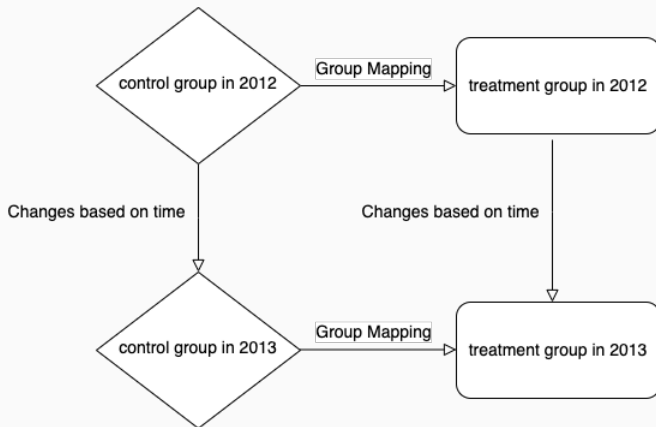 control group in 2012
Group Mapping
treatment group in 2012
Changes based on time
Changes based on time
control group in 2013
Group Mapping
treatment group in 2013